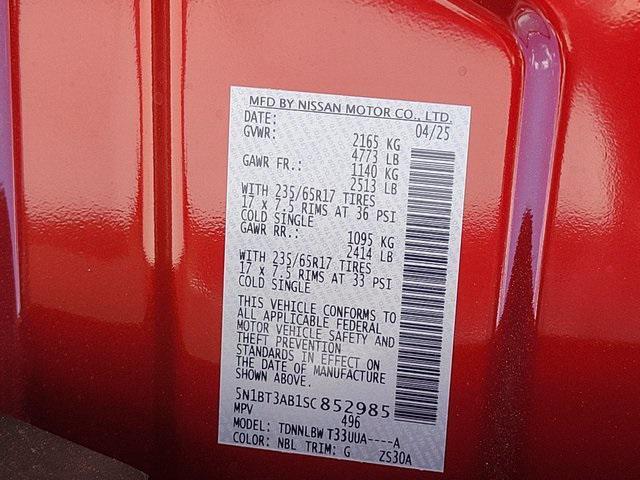 MFD BY NISSAN MOTOR CO., LTD.
DATE: 04/25
GVWR: 2165 KG
4773 LB
GAWR FR.: 1140 KG
2513 LB
WITH 235/65R17 TIRES
17 x 7.5 RIMS AT 36 PSI
COLD SINGLE
GAWR RR.: 1095 KG
2414 LB
WITH 235/65R17 TIRES
17 x 7.5 RIMS AT 33 PSI
COLD SINGLE
THIS VEHICLE CONFORMS TO
ALL APPLICABLE FEDERAL
MOTOR VEHICLE SAFETY AND
THEFT PREVENTION
STANDARDS IN EFFECT ON
THE DATE OF MANUFACTURE
SHOWN ABOVE.
5N1BT3AB1SC852985
MPV 496
MODEL: TDNNLBW T33UUA----A
COLOR: NBL TRIM: G ZS30A